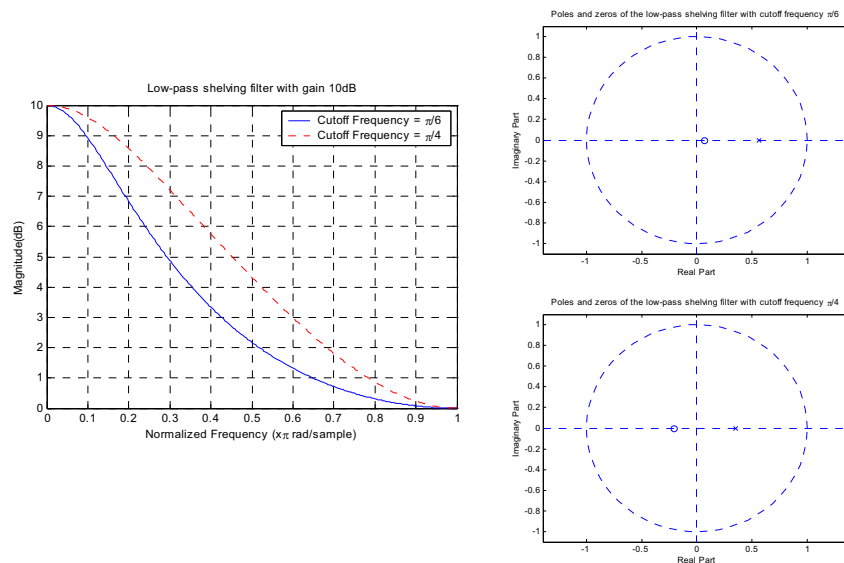 Low-pass shelving filter with gain 10dB
Cutoff Frequency = π/6
Cutoff Frequency = π/4
Magnitude(dB)
10
9
8
7
6
5
4
3
2
1
0
0 0.1 0.2 0.3 0.4 0.5 0.6 0.7 0.8 0.9 1
Normalized Frequency (xπ rad/sample)
Poles and zeros of the low-pass shelving filter with cutoff frequency π/6
Imaginary Part
1
0.8
0.6
0.4
0.2
0
-0.2
-0.4
-0.6
-0.8
-1
-1 -0.5 0 0.5 1
Real Part
Poles and zeros of the low-pass shelving filter with cutoff frequency π/4
Imaginary Part
1
0.8
0.6
0.4
0.2
0
-0.2
-0.4
-0.6
-0.8
-1
-1 -0.5 0 0.5 1
Real Part